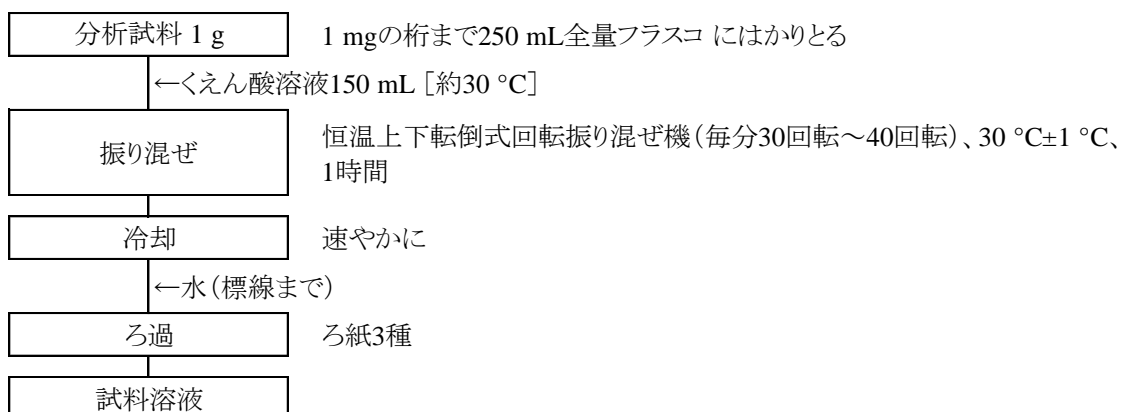 分析試料 1 g
1 mgの桁まで250 mL全量フラスコ にはかりとる
←くえん酸溶液150 mL [約30 °C]
振り混ぜ
恒温上下転倒式回転振り混ぜ機(毎分30回転～40回転)、30 °C±1 °C、
1時間
冷却
速やかに
←水(標線まで)
ろ過
ろ紙3種
試料溶液